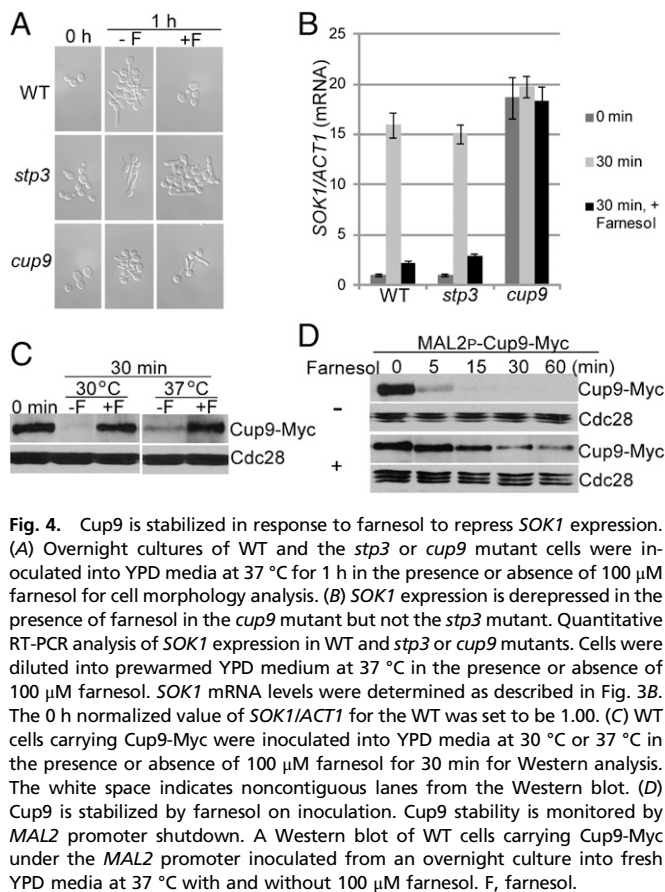 A
1 h
0 h
- F
+F
WT
stp3
cup9
B
SOK1/ACT1 (mRNA)
25
20
15
10
5
0
WT
stp3
cup9
0 min
30 min
30 min, +
Farnesol
C
30 min
30°C
37°C
0 min
-F
+F
-F
+F
Cup9-Myc
Cdc28
D
MAL2P-Cup9-Myc
Farnesol
0
5
15
30
60
(min)
Cup9-Myc
–
Cdc28
Cup9-Myc
+
Cdc28
Fig. 4. Cup9 is stabilized in response to farnesol to repress SOK1 expression.
(A) Overnight cultures of WT and the stp3 or cup9 mutant cells were in-
oculated into YPD media at 37 °C for 1 h in the presence or absence of 100 μM
farnesol for cell morphology analysis. (B) SOK1 expression is derepressed in the
presence of farnesol in the cup9 mutant but not the stp3 mutant. Quantitative
RT-PCR analysis of SOK1 expression in WT and stp3 or cup9 mutants. Cells were
diluted into prewarmed YPD medium at 37 °C in the presence or absence of
100 μM farnesol. SOK1 mRNA levels were determined as described in Fig. 3B.
The 0 h normalized value of SOK1/ACT1 for the WT was set to be 1.00. (C) WT
cells carrying Cup9-Myc were inoculated into YPD media at 30 °C or 37 °C in
the presence or absence of 100 μM farnesol for 30 min for Western analysis.
The white space indicates noncontiguous lanes from the Western blot. (D)
Cup9 is stabilized by farnesol on inoculation. Cup9 stability is monitored by
MAL2 promoter shutdown. A Western blot of WT cells carrying Cup9-Myc
under the MAL2 promoter inoculated from an overnight culture into fresh
YPD media at 37 °C with and without 100 μM farnesol. F, farnesol.